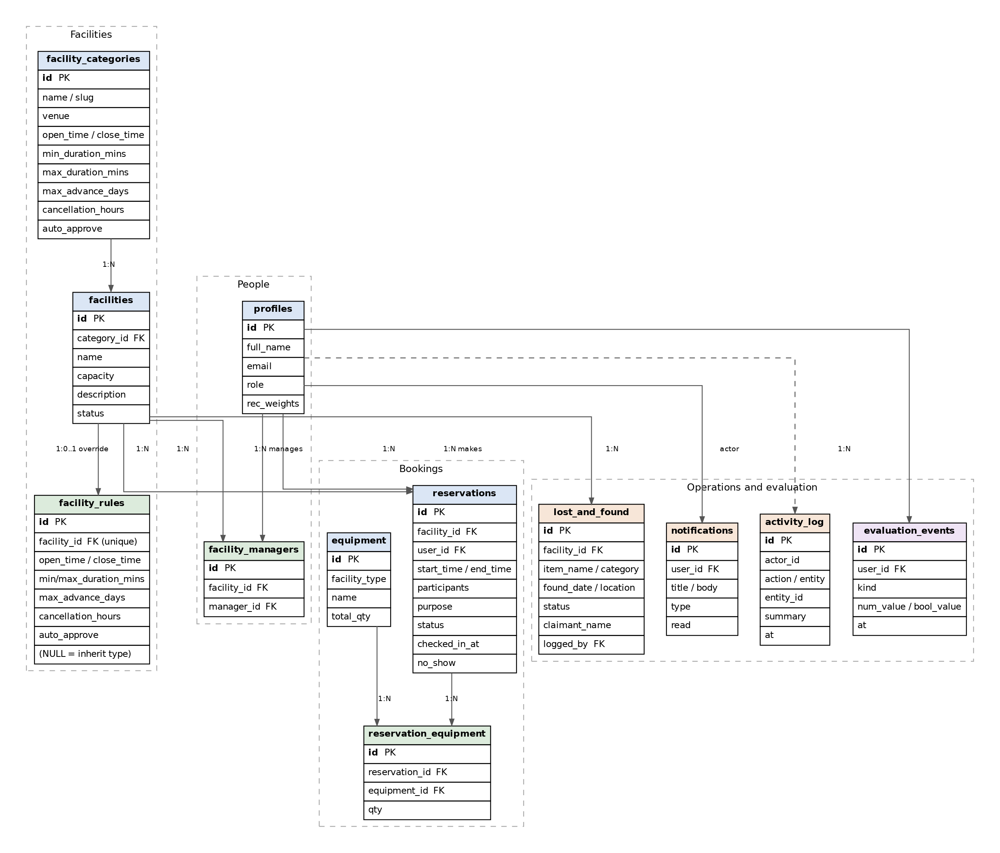 Facilities
facility_categories
id PK
name / slug
venue
open_time / close_time
min_duration_mins
max_duration_mins
max_advance_days
cancellation_hours
auto_approve
1:N
facilities
id PK
category_id FK
name
capacity
description
status
People
profiles
id PK
full_name
email
role
rec_weights
1:0..1 override
1:N
1:N
1:N manages
1:N
1:N makes
1:N
actor
1:N
facility_rules
id PK
facility_id FK (unique)
open_time / close_time
min/max_duration_mins
max_advance_days
cancellation_hours
auto_approve
(NULL = inherit type)
facility_managers
id PK
facility_id FK
manager_id FK
Bookings
equipment
id PK
facility_type
name
total_qty
reservations
id PK
facility_id FK
user_id FK
start_time / end_time
participants
purpose
status
checked_in_at
no_show
1:N
1:N
reservation_equipment
id PK
reservation_id FK
equipment_id FK
qty
Operations and evaluation
lost_and_found
id PK
facility_id FK
item_name / category
found_date / location
status
claimant_name
logged_by FK
notifications
id PK
user_id FK
title / body
type
read
activity_log
id PK
actor_id
action / entity
entity_id
summary
at
evaluation_events
id PK
user_id FK
kind
num_value / bool_value
at